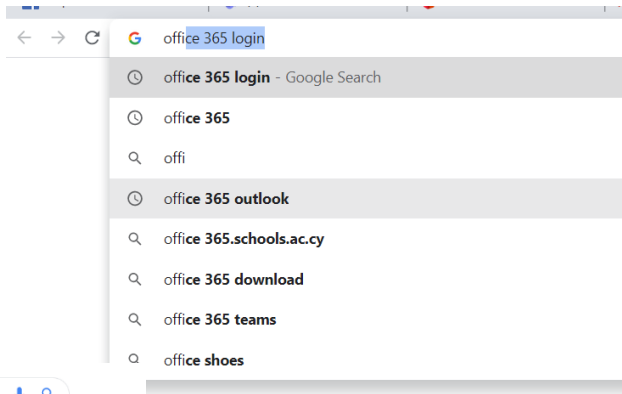 office 365 login
office 365 login - Google Search
office 365
offi
office 365 outlook
office 365.schools.ac.cy
office 365 download
office 365 teams
office shoes